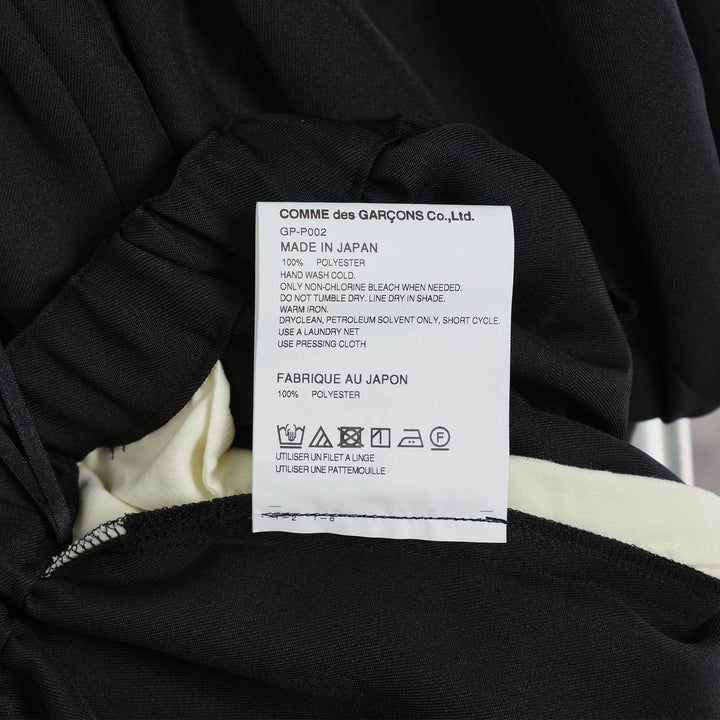 COMME des GARÇONS Co.,Ltd.
GP-P002
MADE IN JAPAN
100% POLYESTER
HAND WASH COLD.
ONLY NON-CHLORINE BLEACH WHEN NEEDED.
DO NOT TUMBLE DRY. LINE DRY IN SHADE.
WARM IRON.
DRYCLEAN, PETROLEUM SOLVENT ONLY, SHORT CYCLE.
USE A LAUNDRY NET
USE PRESSING CLOTH
FABRIQUE AU JAPON
100% POLYESTER
F
UTILISER UN FILET A LINGE
UTILISER UNE PATTEMOUILLE